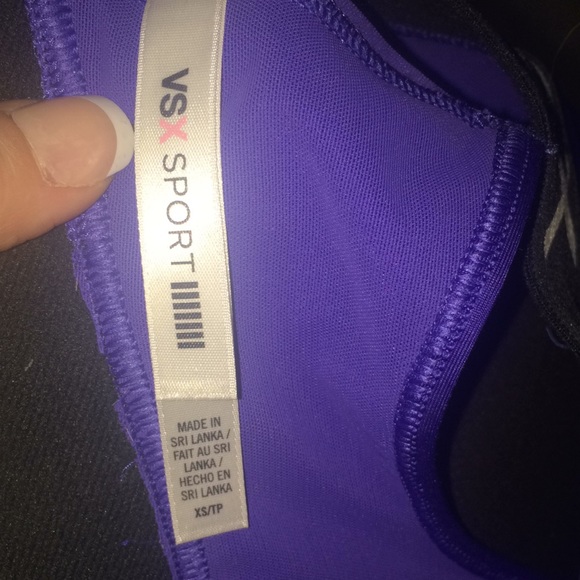 VSX SPORT
MADE IN
SRI LANKA /
FAIT AU SRI
LANKA /
HECHO EN
SRI LANKA
XS/TP